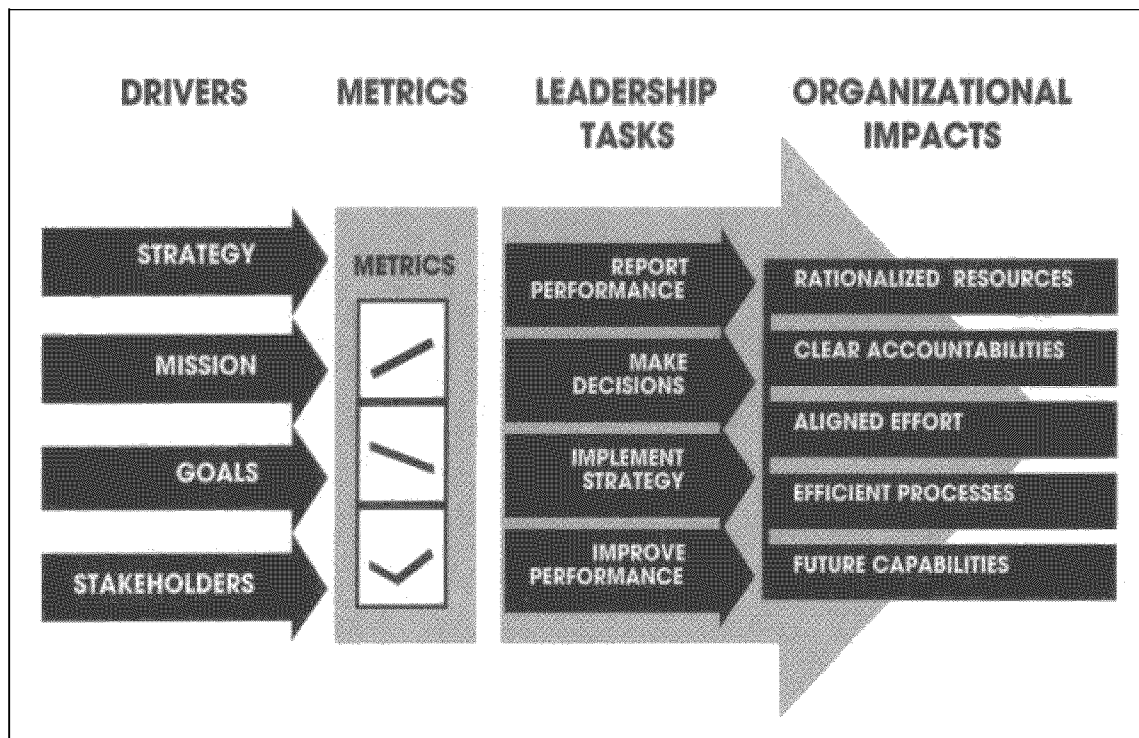 DRIVERS
METRICS
LEADERSHIP
TASKS
ORGANIZATIONAL
IMPACTS
STRATEGY
MISSION
GOALS
STAKEHOLDERS
METRICS
REPORT
PERFORMANCE
MAKE
DECISIONS
IMPLEMENT
STRATEGY
IMPROVE
PERFORMANCE
RATIONALIZED RESOURCES
CLEAR ACCOUNTABILITIES
ALIGNED EFFORT
EFFICIENT PROCESSES
FUTURE CAPABILITIES